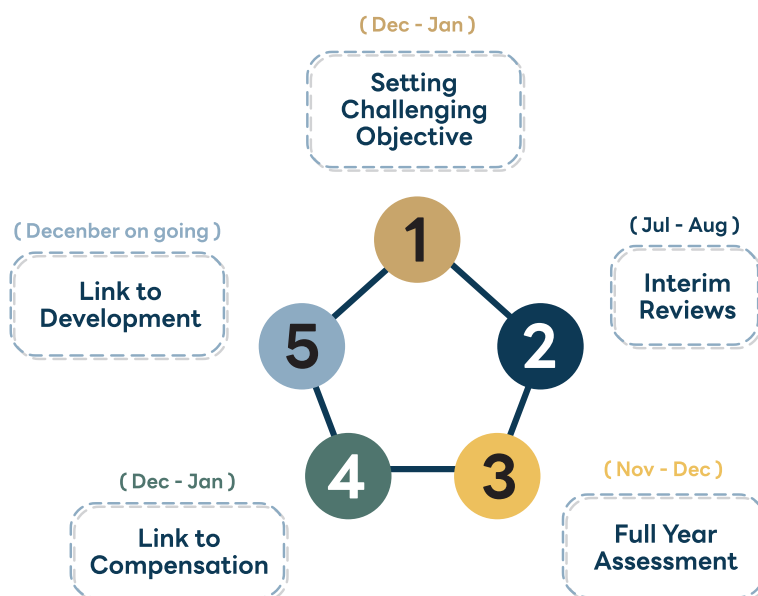 ( Dec - Jan )
Setting
Challenging
Objective
1
( Jul - Aug )
Interim
Reviews
2
( Nov - Dec )
Full Year
Assessment
3
( Dec - Jan )
Link to
Compensation
4
( Decenber on going )
Link to
Development
5